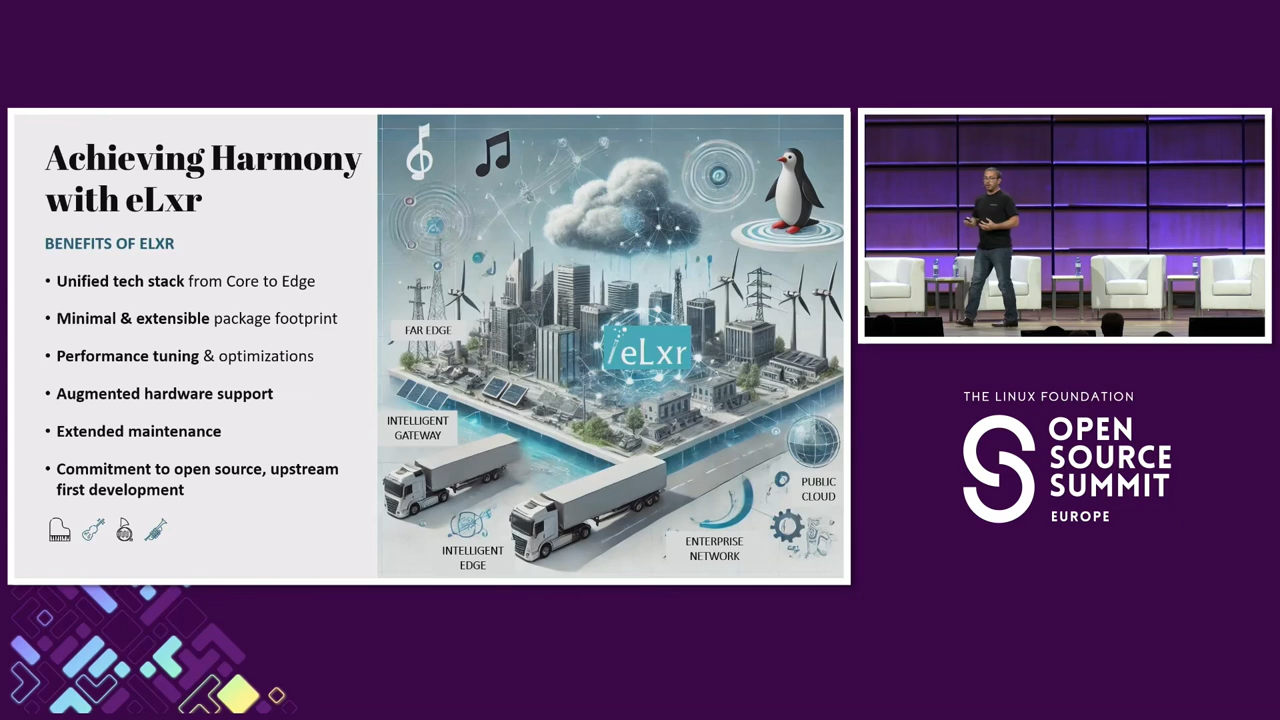 Achieving Harmony
with eLxr
BENEFITS OF ELXR
• Unified tech stack from Core to Edge
• Minimal & extensible package footprint
• Performance tuning & optimizations
• Augmented hardware support
• Extended maintenance
• Commitment to open source, upstream
first development
FAR EDGE
/eLxr
INTELLIGENT
GATEWAY
INTELLIGENT
EDGE
ENTERPRISE
NETWORK
PUBLIC
CLOUD
THE LINUX FOUNDATION
OPEN
SOURCE
SUMMIT
EUROPE